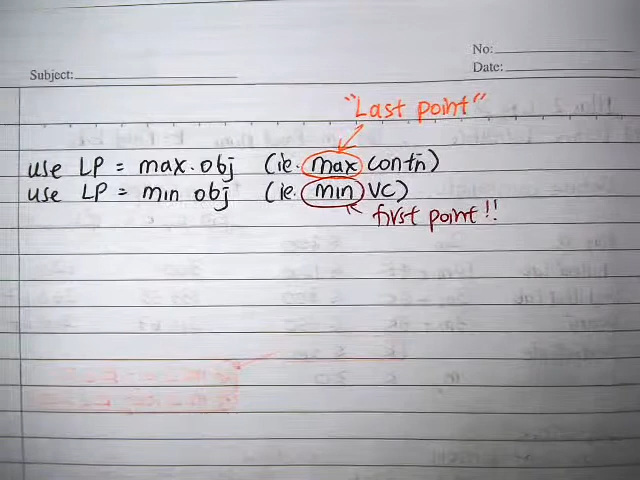 No:
Subject:
Date:
"Last point"
use LP = max. obj (ie. max contn)
use LP = min obj (ie. min VC)
first point!!